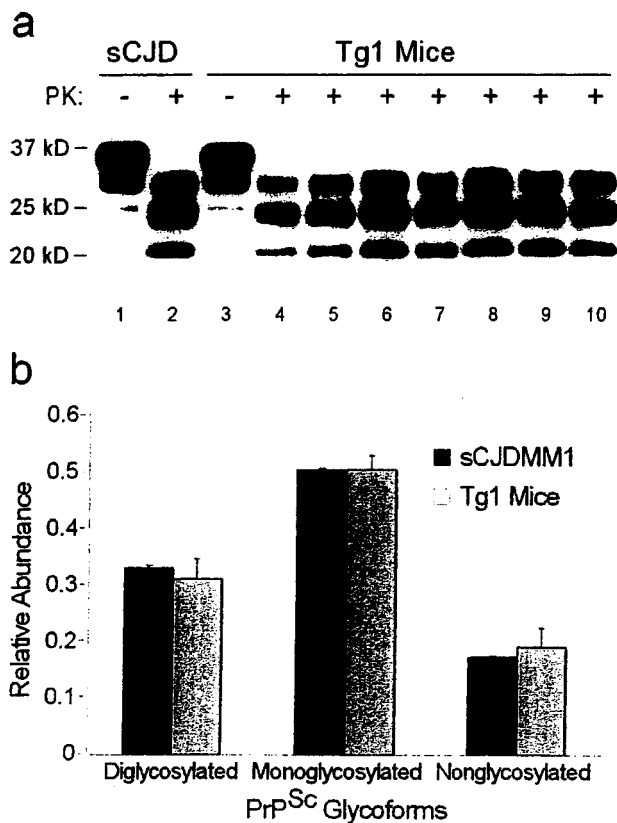 a
sCJD Tg1 Mice
PK: - + - + + + + + + +
37 kD –
25 kD –
20 kD –
1 2 3 4 5 6 7 8 9 10
b
0.6
0.5
0.4
0.3
0.2
0.1
0
Relative Abundance
sCJDMM1
Tg1 Mice
Diglycosylated Monoglycosylated Nonglycosylated
PrPSc Glycoforms